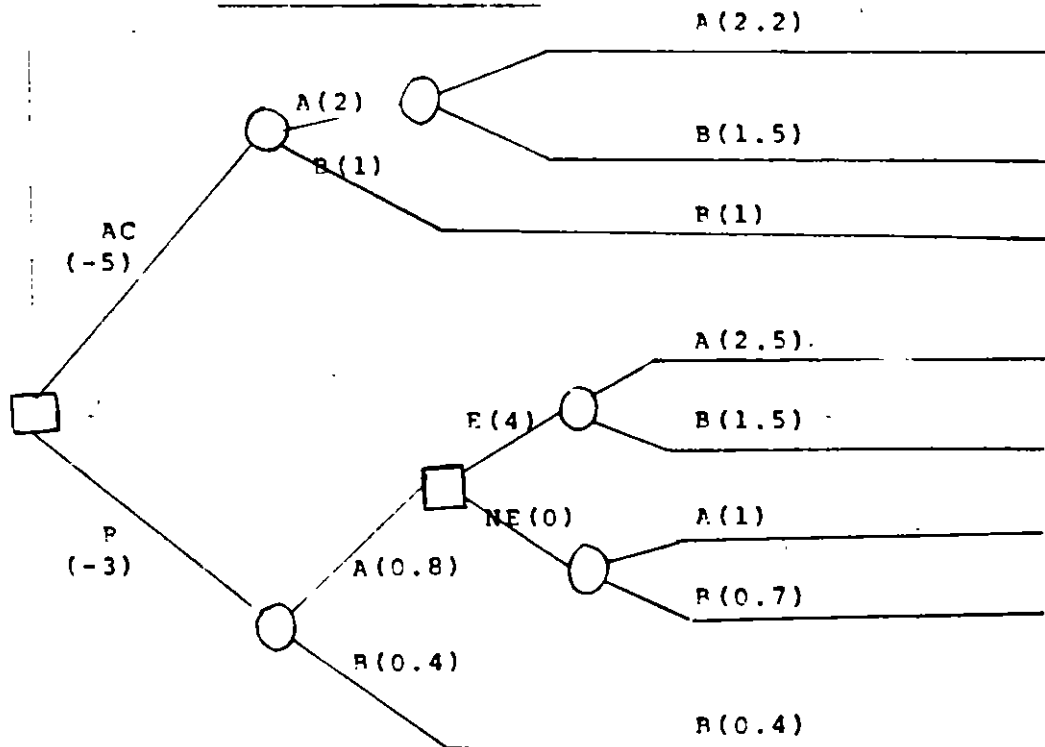 A(2.2)
A(2)
B(1.5)
B(1)
B(1)
AC
(-5)
A(2.5)
E(4)
B(1.5)
NE(0)
A(1)
P
(-3)
A(0.8)
B(0.7)
B(0.4)
B(0.4)